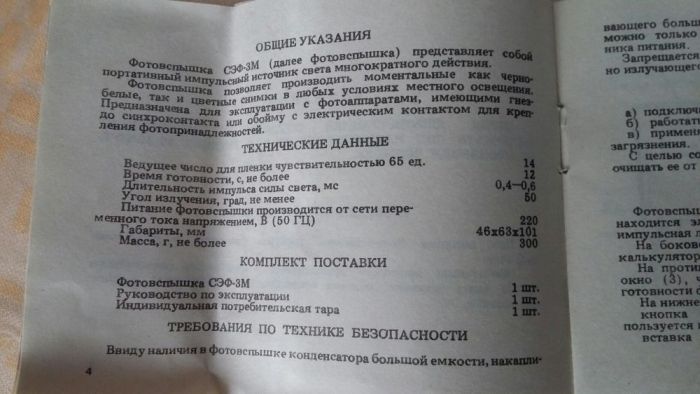 ОБЩИЕ УКАЗАНИЯ
Фотовспышка СЭФ-3М (далее фотовспышка) представляет собой
портативный импульсный источник света многократного действия.
Фотовспышка позволяет производить моментальные как черно-
белые, так и цветные снимки в любых условиях местного освещения.
Предназначена для эксплуатации с фотоаппаратами, имеющими гнез-
до синхроконтакта или обойму с электрическим контактом для креп-
ления фотопринадлежностей.
ТЕХНИЧЕСКИЕ ДАННЫЕ
Ведущее число для пленки чувствительностью 65 ед. 14
Время готовности, с, не более 12
Длительность импульса силы света, мс 0,4—0,6
Угол излучения, град, не менее 50
Питание фотовспышки производится от сети пере-
менного тока напряжением, В (50 ГЦ) 220
Габариты, мм 46х63х101
Масса, г, не более 300
КОМПЛЕКТ ПОСТАВКИ
Фотовспышка СЭФ-3М 1 шт.
Руководство по эксплуатации 1 шт.
Индивидуальная потребительская тара 1 шт.
ТРЕБОВАНИЯ ПО ТЕХНИКЕ БЕЗОПАСНОСТИ
Ввиду наличия в фотовспышке конденсатора большой емкости, накапли-
4
вающего больш
можно только
ника питания.
Запрещается
но излучающего
а) подключ
б) работат
в) примен
загрязнения.
С целью со
очищать ее от
Фотовспы
находится эл
импульсная л
На боково
калькулятор
На проти
окно (3), ч
готовности ф
На нижне
кнопка
пользуется
вставка